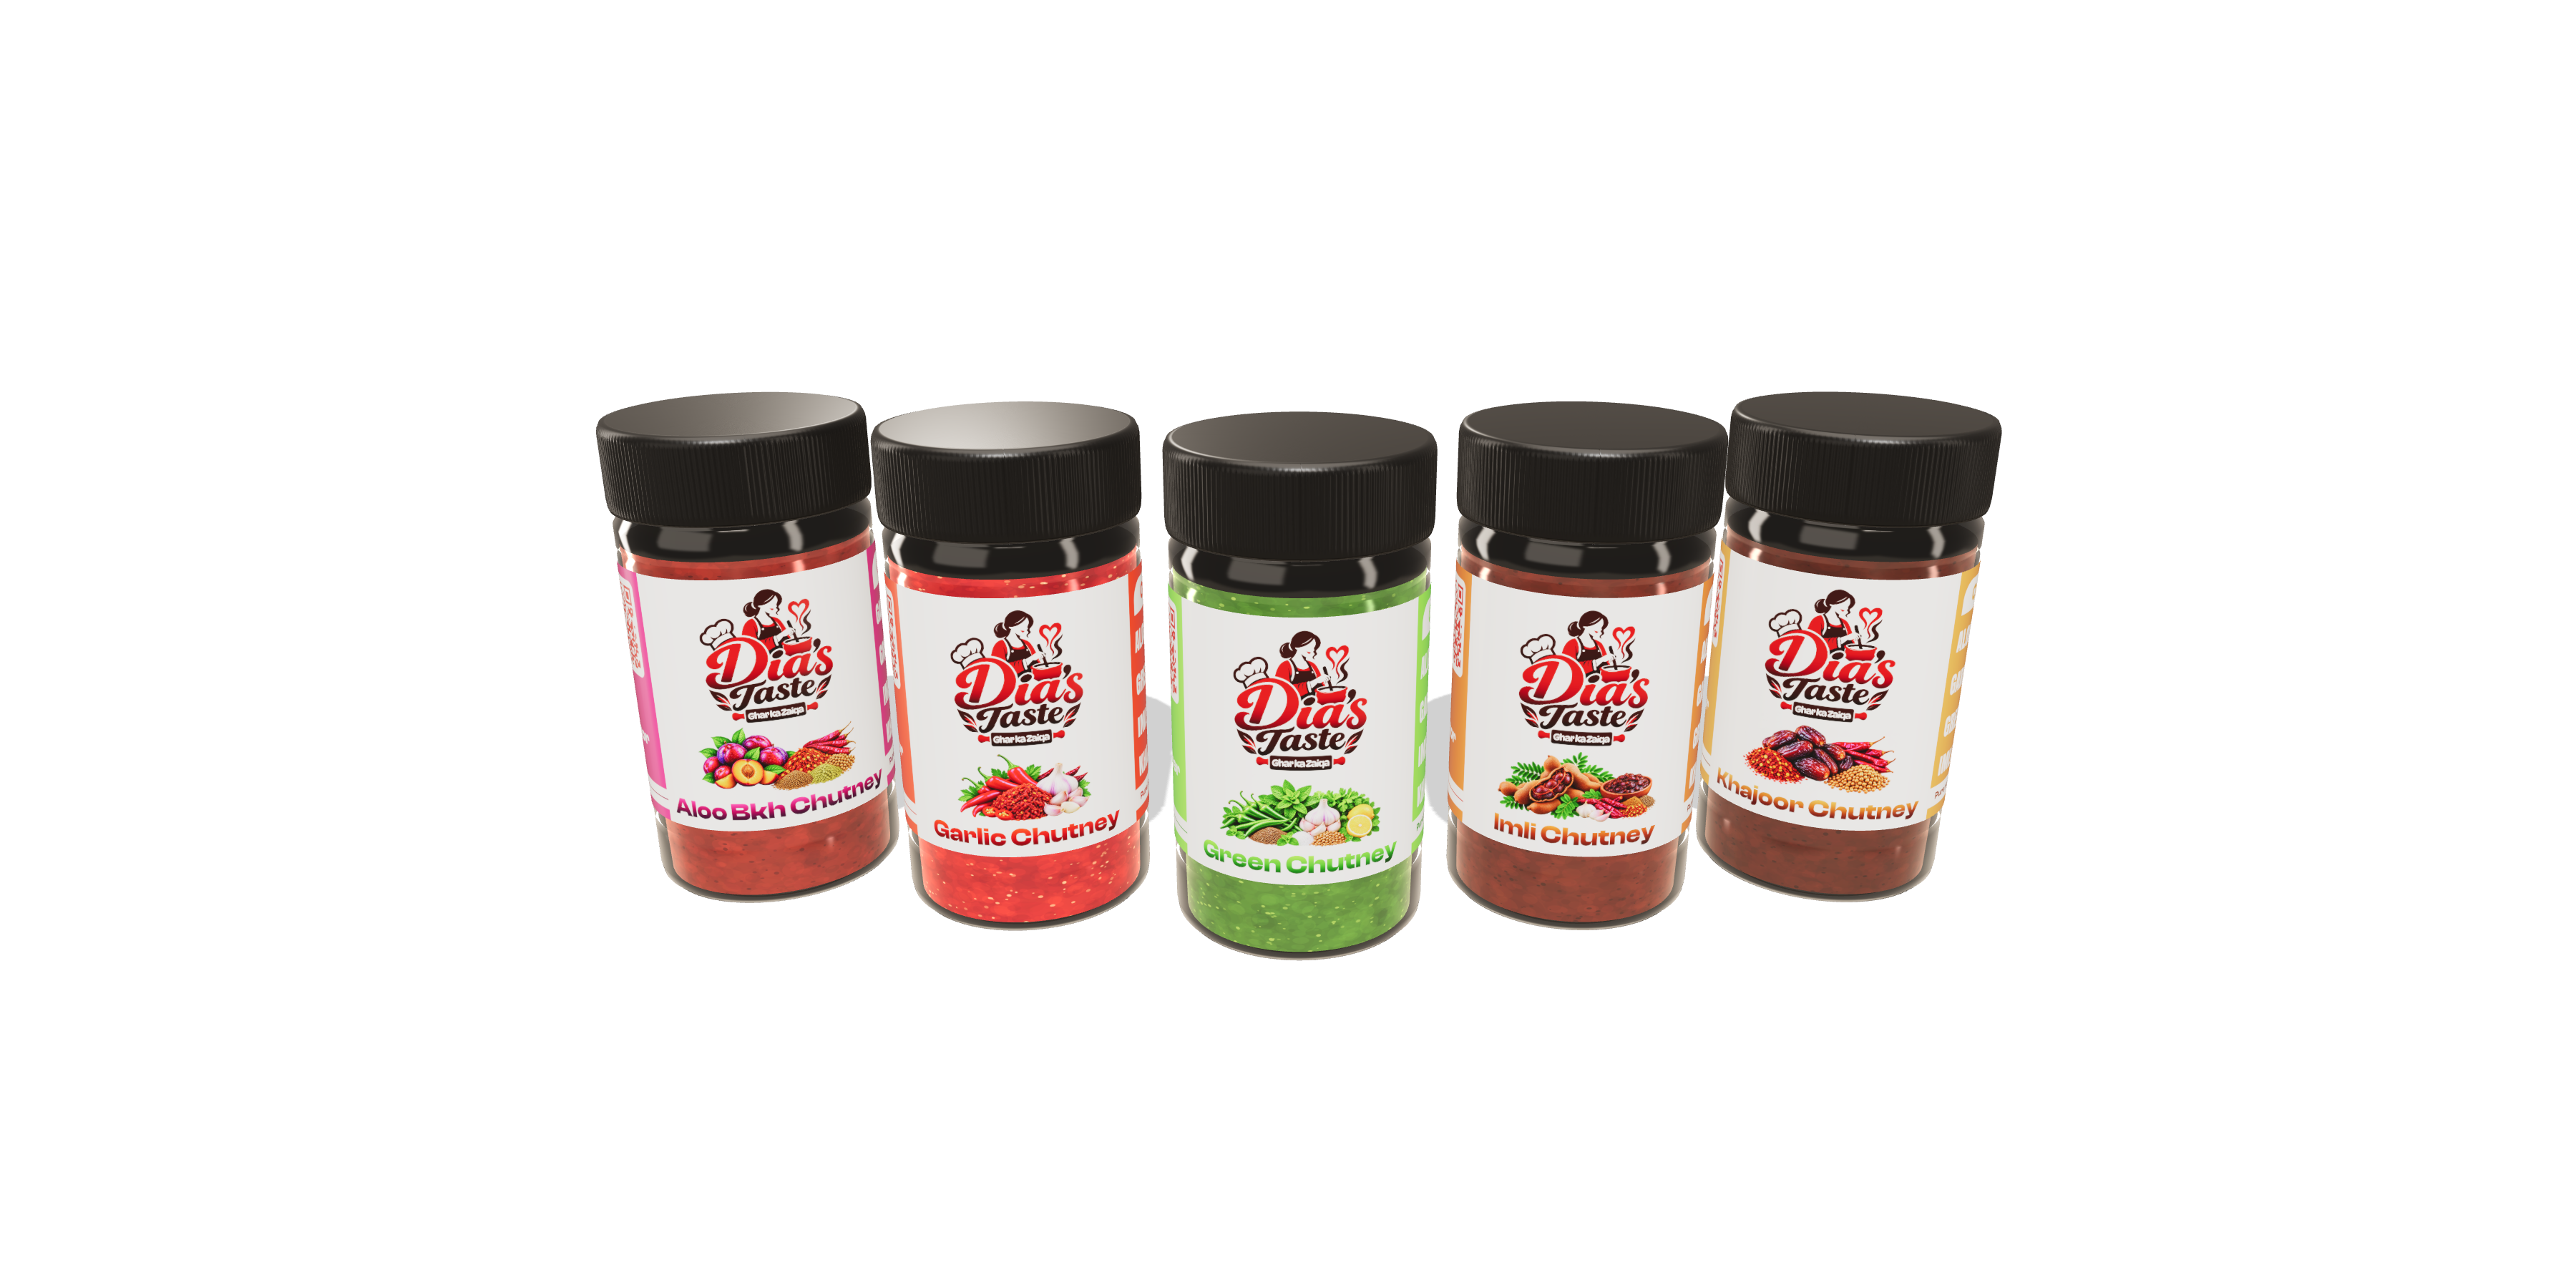 Dia's
Taste
Ghar ka Zaiqa
Aloo Bkh Chutney
Dia's
Taste
Ghar ka Zaiqa
Garlic Chutney
Dia's
Taste
Ghar ka Zaiqa
Green Chutney
Dia's
Taste
Ghar ka Zaiqa
Imli Chutney
Dia's
Taste
Ghar ka Zaiqa
Khajoor Chutney